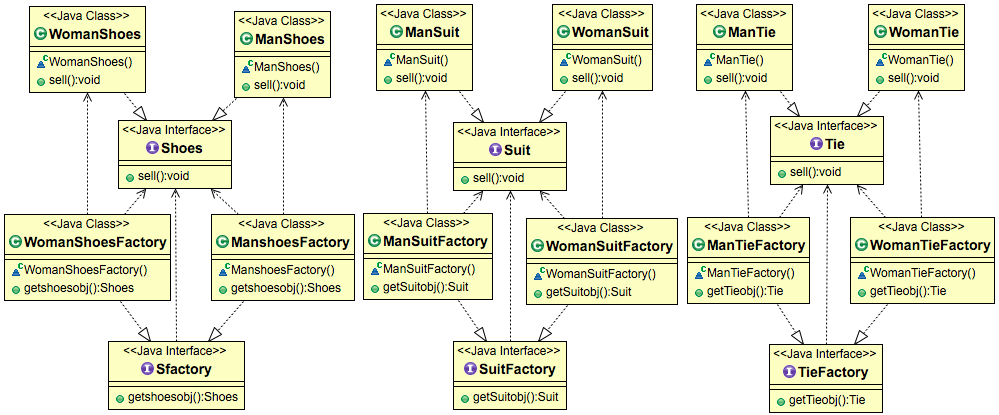 <<Java Class>>
WomanShoes
WomanShoes()
sell():void
<<Java Class>>
ManShoes
ManShoes()
sell():void
<<Java Interface>>
Shoes
sell():void
<<Java Class>>
WomanShoesFactory
WomanShoesFactory()
getshoesobj():Shoes
<<Java Class>>
ManshoesFactory
ManshoesFactory()
getshoesobj():Shoes
<<Java Interface>>
Sfactory
getshoesobj():Shoes
<<Java Class>>
ManSuit
ManSuit()
sell():void
<<Java Class>>
WomanSuit
WomanSuit()
sell():void
<<Java Interface>>
Suit
sell():void
<<Java Class>>
ManSuitFactory
ManSuitFactory()
getSuitobj():Suit
<<Java Class>>
WomanSuitFactory
WomanSuitFactory()
getSuitobj():Suit
<<Java Interface>>
SuitFactory
getSuitobj():Suit
<<Java Class>>
ManTie
ManTie()
sell():void
<<Java Class>>
WomanTie
WomanTie()
sell():void
<<Java Interface>>
Tie
sell():void
<<Java Class>>
ManTieFactory
ManTieFactory()
getTieobj():Tie
<<Java Class>>
WomanTieFactory
WomanTieFactory()
getTieobj():Tie
<<Java Interface>>
TieFactory
getTieobj():Tie